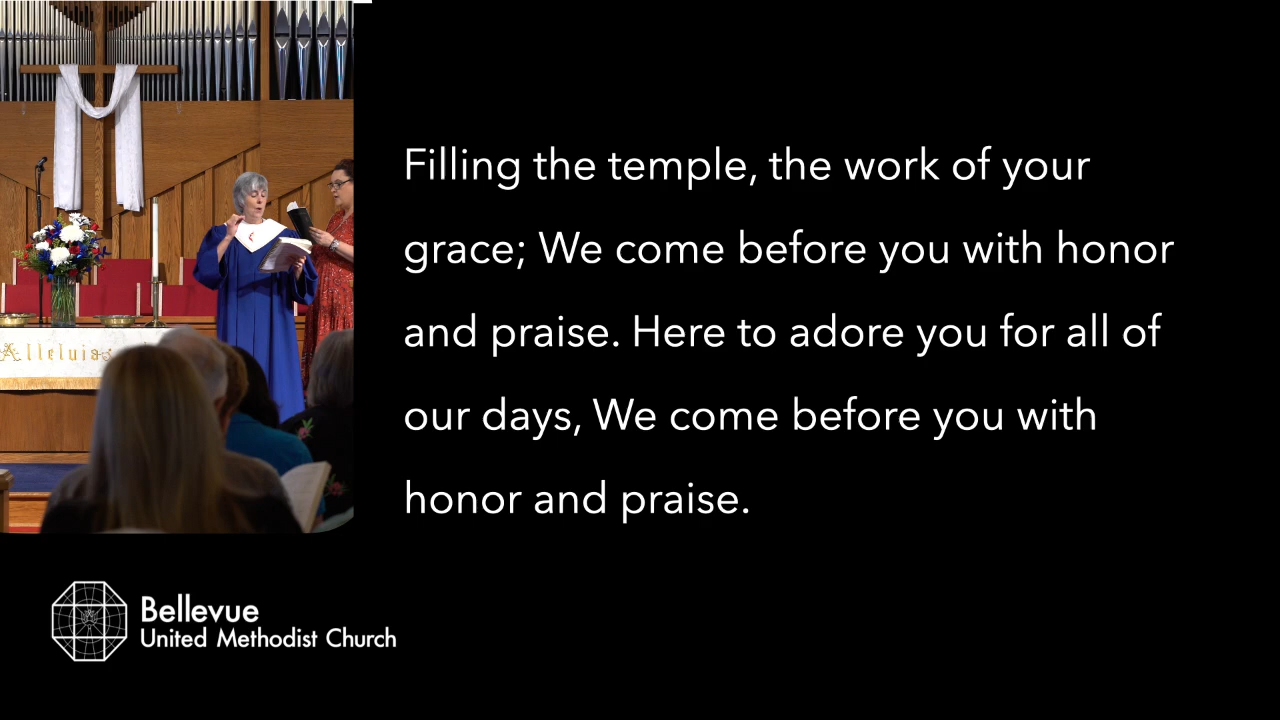 Filling the temple, the work of your
grace; We come before you with honor
and praise. Here to adore you for all of
our days, We come before you with
honor and praise.
Alleluia
Bellevue
United Methodist Church